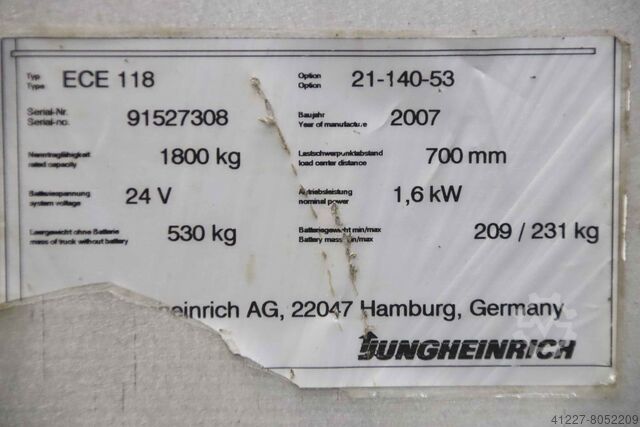 Typ Type ECE 118 Option Option 21-140-53
Serial-Nr. Serial-no. 91527308 Baujahr Year of manufacture 2007
Nenntragfähigkeit rated capacity 1800 kg Lastschwerpunktabstand load center distance 700 mm
Batteriespannung system voltage 24 V Antriebsleistung nominal power 1,6 kW
Leergewicht ohne Batterie mass of truck without battery 530 kg Batteriegewicht min/max Battery mass min/max 209 / 231 kg
heinrich AG, 22047 Hamburg, Germany
JUNGHEINRICH
41227-8052209